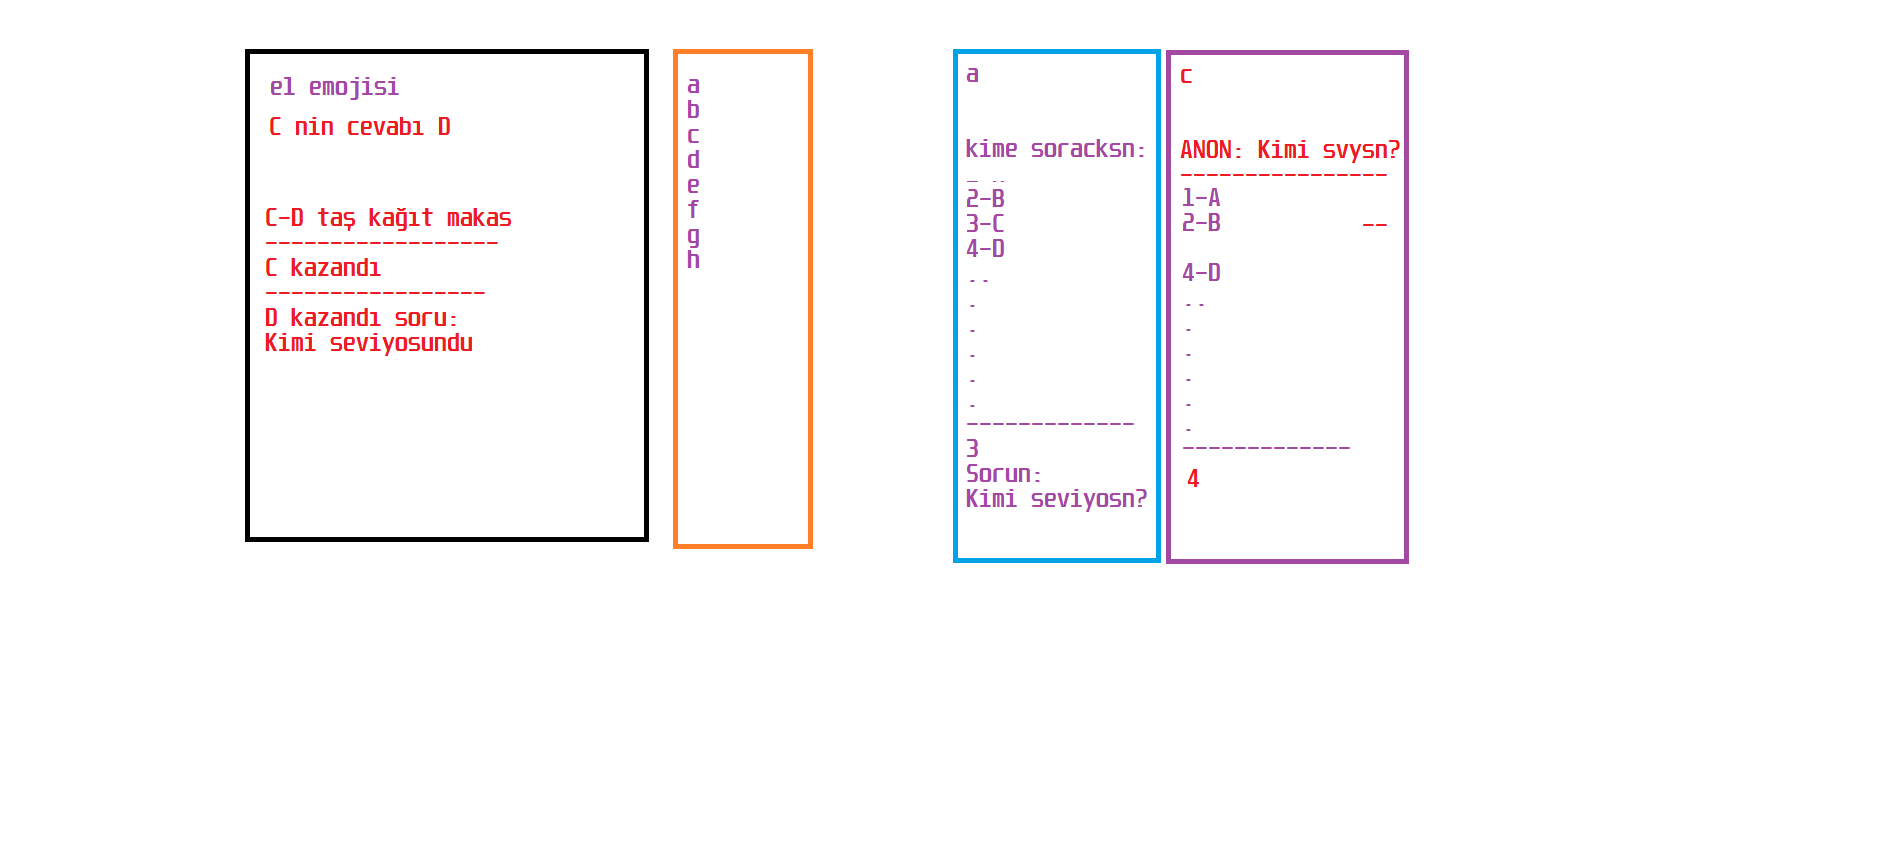 el emojisi
C nin cevabı D
C-D taş kağıt makas
------------------
C kazandı
-----------------
D kazandı soru:
Kimi seviyosundu
a
b
c
d
e
f
g
h
a
kime soracksn:
2-B
3-C
4-D
..
.
.
.
.
.
-------------
3
Sorun:
Kimi seviyosn?
c
ANON: Kimi svysn?
----------------
1-A
2-B --
4-D
..
.
.
.
.
.
-------------
4